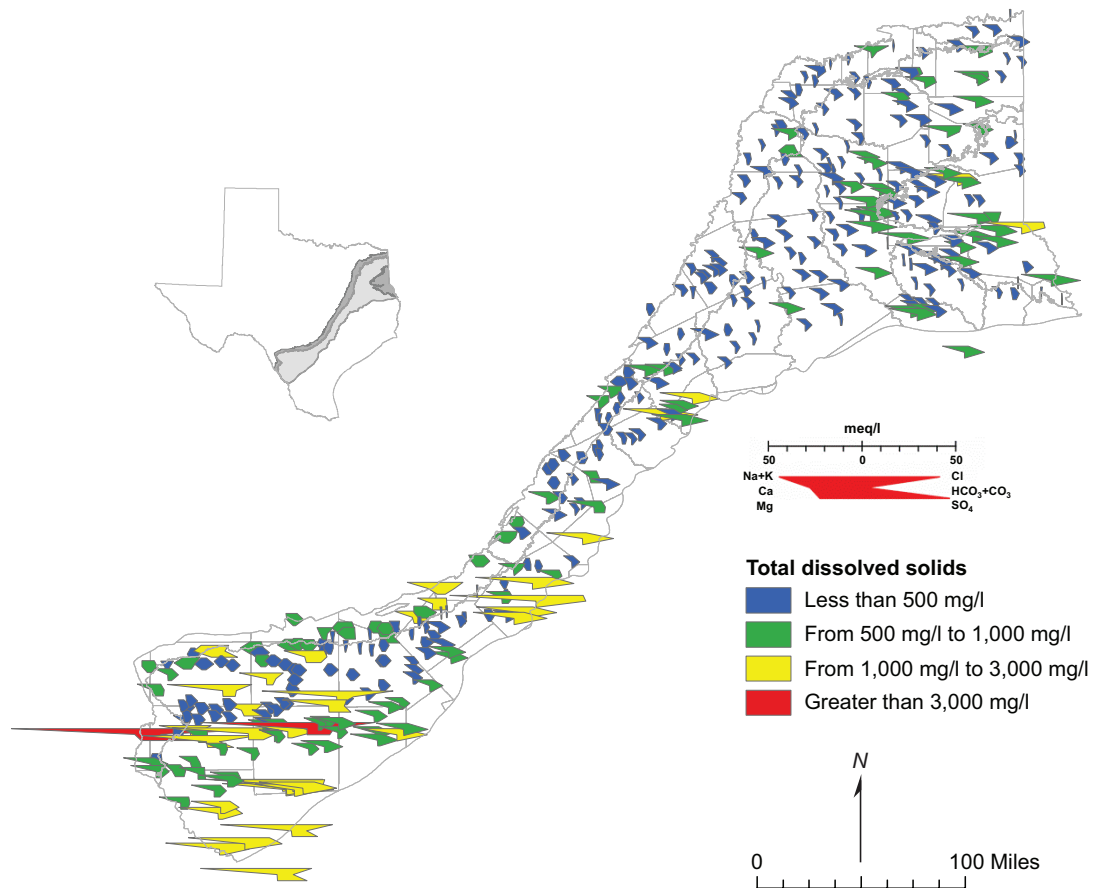 meq/l
50 0 50
Na+K Cl
Ca HCO₃+CO₃
Mg SO₄
Total dissolved solids
Less than 500 mg/l
From 500 mg/l to 1,000 mg/l
From 1,000 mg/l to 3,000 mg/l
Greater than 3,000 mg/l
N
0 100 Miles